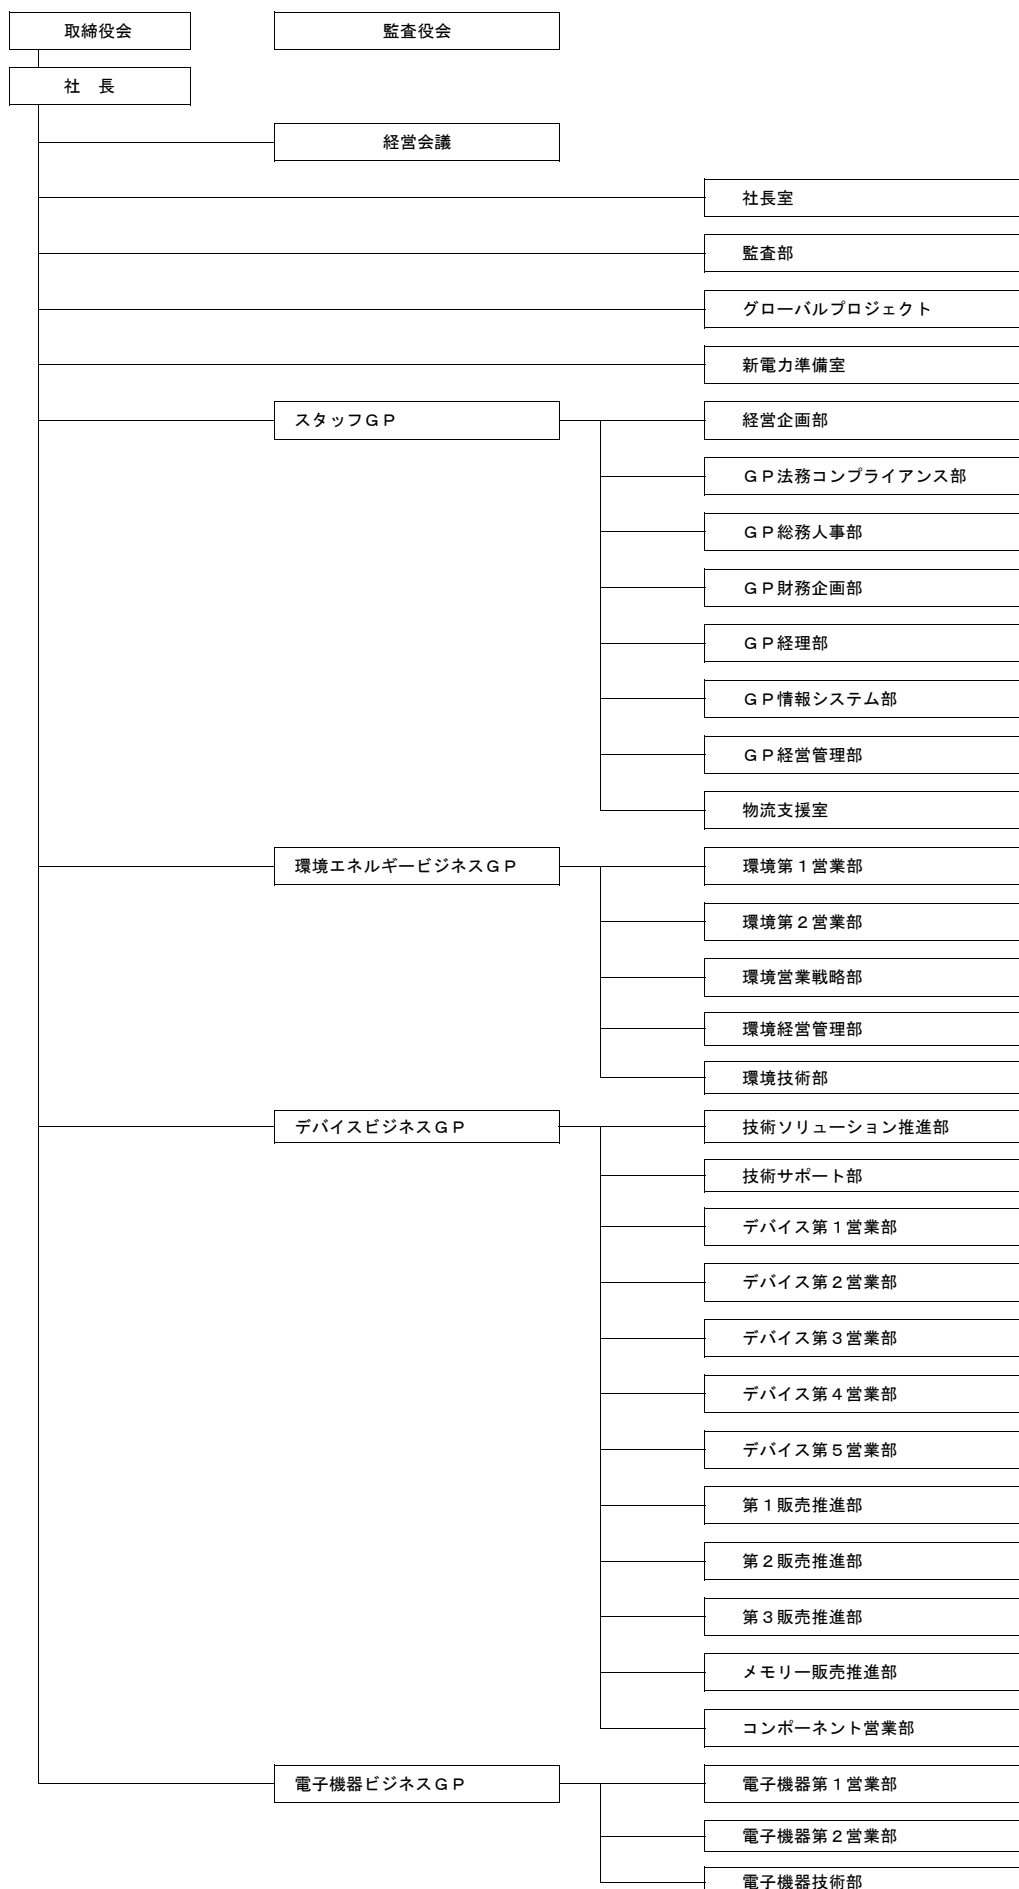 取締役会
監査役会
社　長
経営会議
社長室
監査部
グローバルプロジェクト
新電力準備室
スタッフＧＰ
経営企画部
ＧＰ法務コンプライアンス部
ＧＰ総務人事部
ＧＰ財務企画部
ＧＰ経理部
ＧＰ情報システム部
ＧＰ経営管理部
物流支援室
環境エネルギービジネスＧＰ
環境第１営業部
環境第２営業部
環境営業戦略部
環境経営管理部
環境技術部
デバイスビジネスＧＰ
技術ソリューション推進部
技術サポート部
デバイス第１営業部
デバイス第２営業部
デバイス第３営業部
デバイス第４営業部
デバイス第５営業部
第１販売推進部
第２販売推進部
第３販売推進部
メモリー販売推進部
コンポーネント営業部
電子機器ビジネスＧＰ
電子機器第１営業部
電子機器第２営業部
電子機器技術部